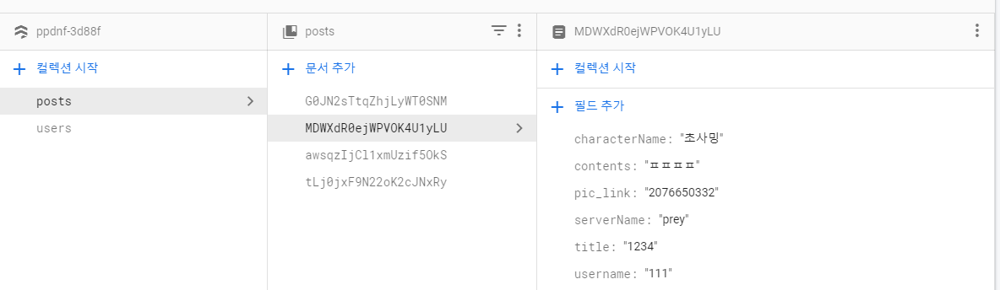 ppdnf-3d88f
posts
MDWXdR0ejWPVOK4U1yLU
+ 컬렉션 시작
+ 문서 추가
+ 컬렉션 시작
posts
users
G0JN2sTtqZhjLyWT0SNM
MDWXdR0ejWPVOK4U1yLU
awsqzIjCl1xmUzif5OkS
tLj0jxF9N22oK2cJNxRy
+ 필드 추가
characterName: "초사밍"
contents: "ㅍㅍㅍㅍ"
pic_link: "2076650332"
serverName: "prey"
title: "1234"
username: "111"